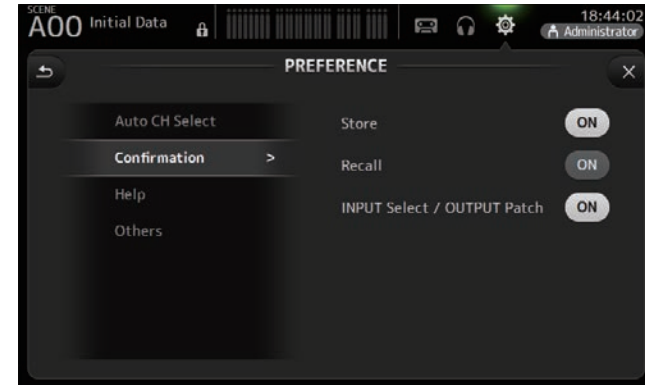 SCENE
A00 Initial Data
18:44:02
Administrator
PREFERENCE
Auto CH Select
Confirmation >
Help
Others
Store ON
Recall ON
INPUT Select / OUTPUT Patch ON